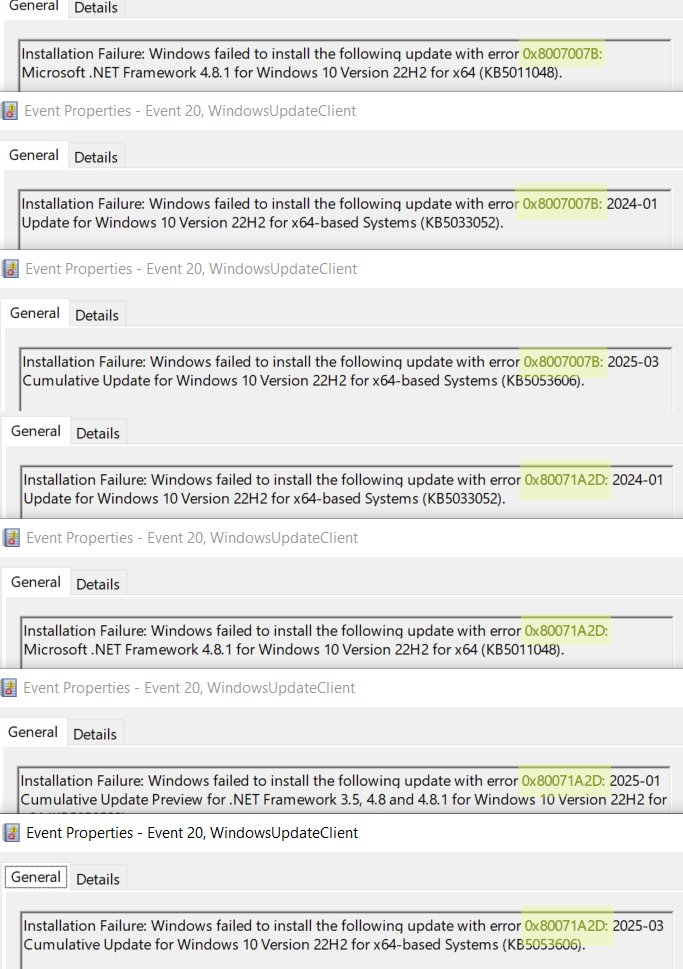 General Details
Installation Failure: Windows failed to install the following update with error 0x8007007B:
Microsoft .NET Framework 4.8.1 for Windows 10 Version 22H2 for x64 (KB5011048).
Event Properties - Event 20, WindowsUpdateClient
General Details
Installation Failure: Windows failed to install the following update with error 0x8007007B: 2024-01
Update for Windows 10 Version 22H2 for x64-based Systems (KB5033052).
Event Properties - Event 20, WindowsUpdateClient
General Details
Installation Failure: Windows failed to install the following update with error 0x8007007B: 2025-03
Cumulative Update for Windows 10 Version 22H2 for x64-based Systems (KB5053606).
General Details
Installation Failure: Windows failed to install the following update with error 0x80071A2D: 2024-01
Update for Windows 10 Version 22H2 for x64-based Systems (KB5033052).
Event Properties - Event 20, WindowsUpdateClient
General Details
Installation Failure: Windows failed to install the following update with error 0x80071A2D:
Microsoft .NET Framework 4.8.1 for Windows 10 Version 22H2 for x64 (KB5011048).
Event Properties - Event 20, WindowsUpdateClient
General Details
Installation Failure: Windows failed to install the following update with error 0x80071A2D: 2025-01
Cumulative Update Preview for .NET Framework 3.5, 4.8 and 4.8.1 for Windows 10 Version 22H2 for
Event Properties - Event 20, WindowsUpdateClient
General Details
Installation Failure: Windows failed to install the following update with error 0x80071A2D: 2025-03
Cumulative Update for Windows 10 Version 22H2 for x64-based Systems (KB5053606).